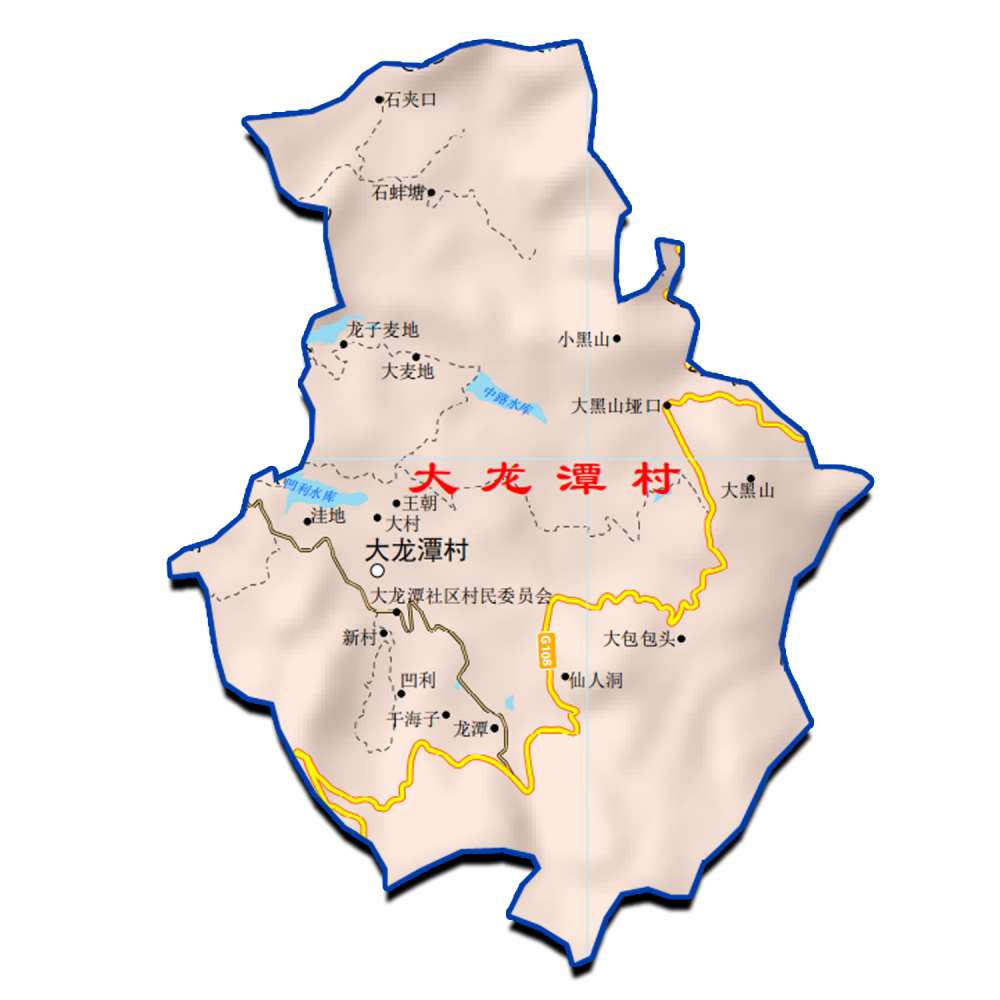 石夹口
石蚌塘
龙子麦地
小黑山
大麦地
中路水库
大黑山垭口
大龙潭村
凹利水库
大黑山
王朝
洼地
大村
大龙潭村
大龙潭社区村民委员会
新村
大包包头
G108
凹利
仙人洞
干海子
龙潭